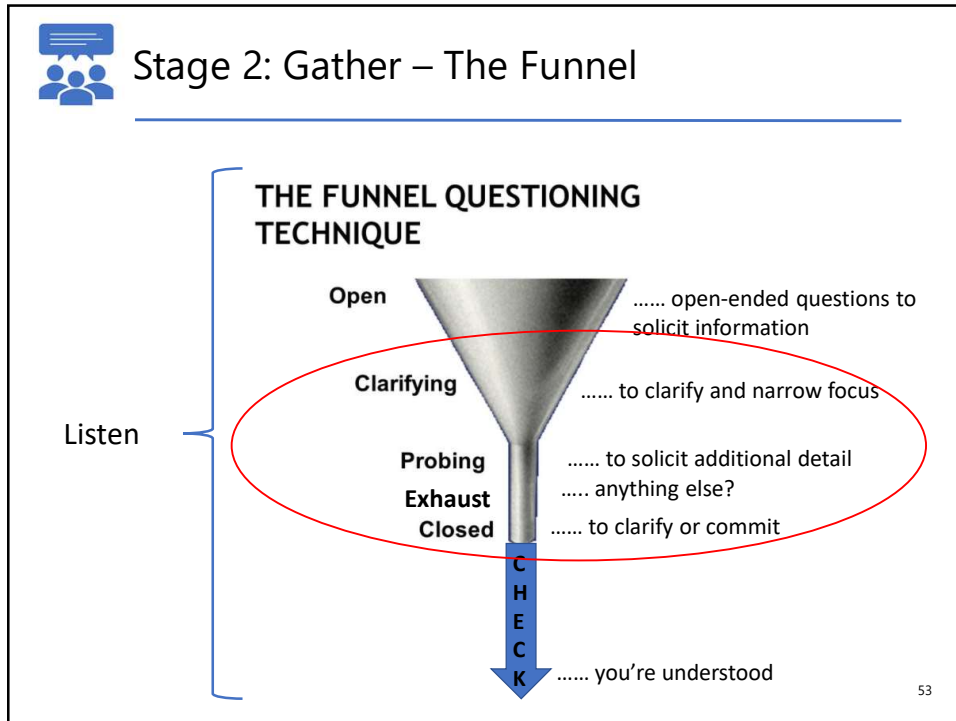 Stage 2: Gather – The Funnel
THE FUNNEL QUESTIONING
TECHNIQUE
Open
…… open-ended questions to
solicit information
Clarifying
…… to clarify and narrow focus
Listen
Probing
…… to solicit additional detail
Exhaust
….. anything else?
Closed
…… to clarify or commit
C
H
E
C
K
…… you’re understood
53